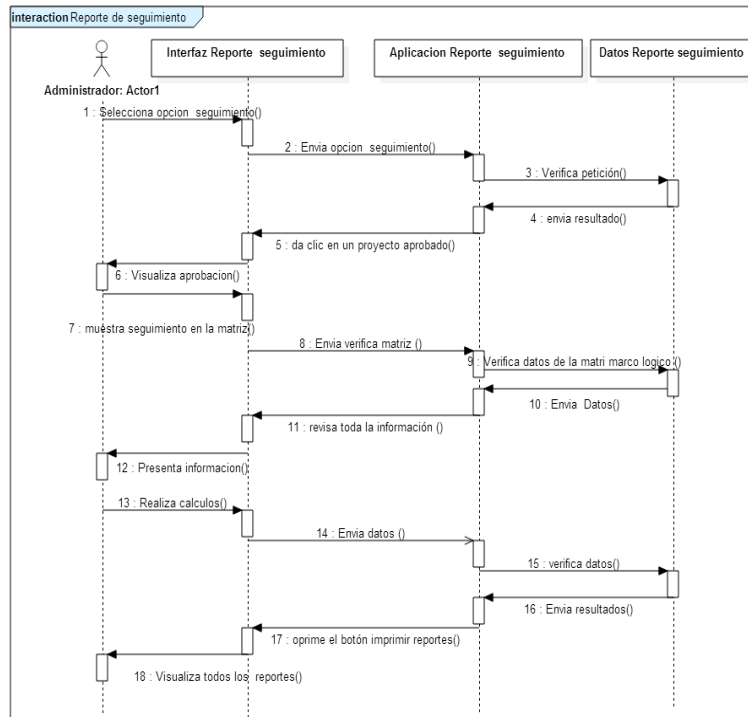 interaction Reporte de seguimiento
Interfaz Reporte seguimiento
Aplicacion Reporte seguimiento
Datos Reporte seguimiento
Administrador: Actor1
1 : Selecciona opcion seguimiento()
2 : Envia opcion seguimiento()
3 : Verifica petición()
4 : envia resultado()
5 : da clic en un proyecto aprobado()
6 : Visualiza aprobacion()
7 : muestra seguimiento en la matriz()
8 : Envia verifica matriz ()
9 : Verifica datos de la matri marco logico ()
10 : Envia Datos()
11 : revisa toda la información ()
12 : Presenta informacion()
13 : Realiza calculos()
14 : Envia datos ()
15 : verifica datos()
16 : Envia resultados()
17 : oprime el botón imprimir reportes()
18 : Visualiza todos los reportes()